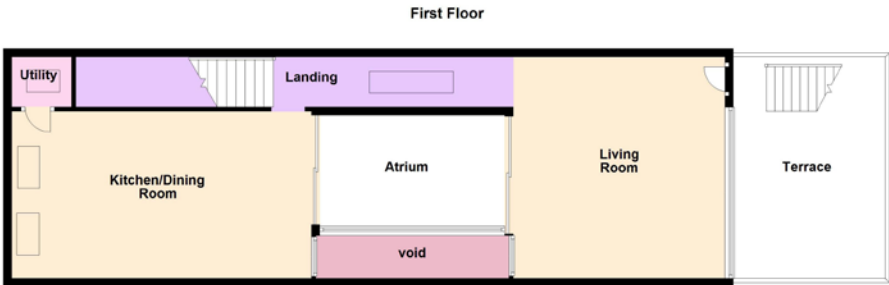 First Floor
Utility
Landing
Kitchen/Dining
Room
Atrium
Living
Room
Terrace
void